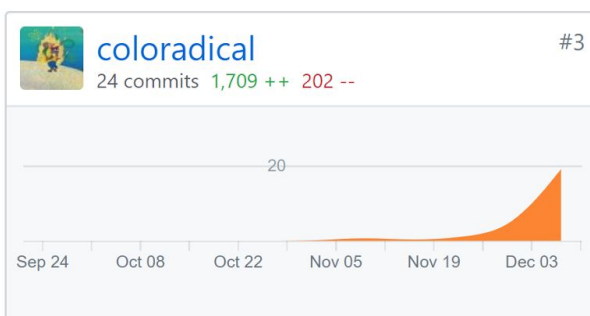 coloradical #3
24 commits 1,709 ++ 202 --
20
Sep 24 Oct 08 Oct 22 Nov 05 Nov 19 Dec 03